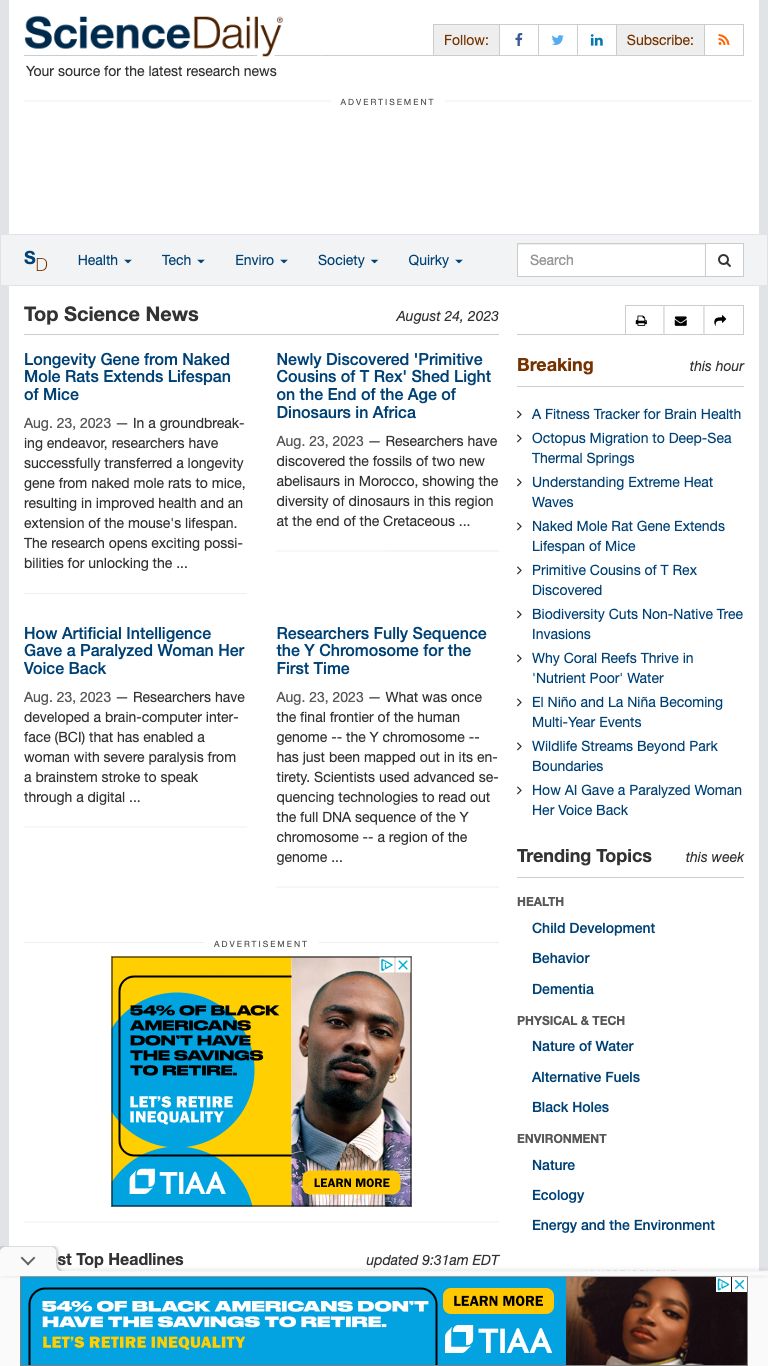 ScienceDaily®
Follow:
Subscribe:
Your source for the latest research news
ADVERTISEMENT
SD
Health
Tech
Enviro
Society
Quirky
Search
Top Science News
August 24, 2023
Longevity Gene from Naked
Mole Rats Extends Lifespan
of Mice
Aug. 23, 2023 — In a groundbreak-
ing endeavor, researchers have
successfully transferred a longevity
gene from naked mole rats to mice,
resulting in improved health and an
extension of the mouse's lifespan.
The research opens exciting possi-
bilities for unlocking the ...
Newly Discovered 'Primitive
Cousins of T Rex' Shed Light
on the End of the Age of
Dinosaurs in Africa
Aug. 23, 2023 — Researchers have
discovered the fossils of two new
abelisaurs in Morocco, showing the
diversity of dinosaurs in this region
at the end of the Cretaceous ...
How Artificial Intelligence
Gave a Paralyzed Woman Her
Voice Back
Aug. 23, 2023 — Researchers have
developed a brain-computer inter-
face (BCI) that has enabled a
woman with severe paralysis from
a brainstem stroke to speak
through a digital ...
Researchers Fully Sequence
the Y Chromosome for the
First Time
Aug. 23, 2023 — What was once
the final frontier of the human
genome -- the Y chromosome --
has just been mapped out in its en-
tirety. Scientists used advanced se-
quencing technologies to read out
the full DNA sequence of the Y
chromosome -- a region of the
genome ...
Breaking
this hour
A Fitness Tracker for Brain Health
Octopus Migration to Deep-Sea
Thermal Springs
Understanding Extreme Heat
Waves
Naked Mole Rat Gene Extends
Lifespan of Mice
Primitive Cousins of T Rex
Discovered
Biodiversity Cuts Non-Native Tree
Invasions
Why Coral Reefs Thrive in
'Nutrient Poor' Water
El Niño and La Niña Becoming
Multi-Year Events
Wildlife Streams Beyond Park
Boundaries
How AI Gave a Paralyzed Woman
Her Voice Back
Trending Topics
this week
HEALTH
Child Development
Behavior
Dementia
PHYSICAL & TECH
Nature of Water
Alternative Fuels
Black Holes
ENVIRONMENT
Nature
Ecology
Energy and the Environment
ADVERTISEMENT
54% OF BLACK
AMERICANS
DON'T HAVE
THE SAVINGS
TO RETIRE.
LET'S RETIRE
INEQUALITY
TIAA
LEARN MORE
st Top Headlines
updated 9:31am EDT
54% OF BLACK AMERICANS DON'T
HAVE THE SAVINGS TO RETIRE.
LET'S RETIRE INEQUALITY
LEARN MORE
TIAA